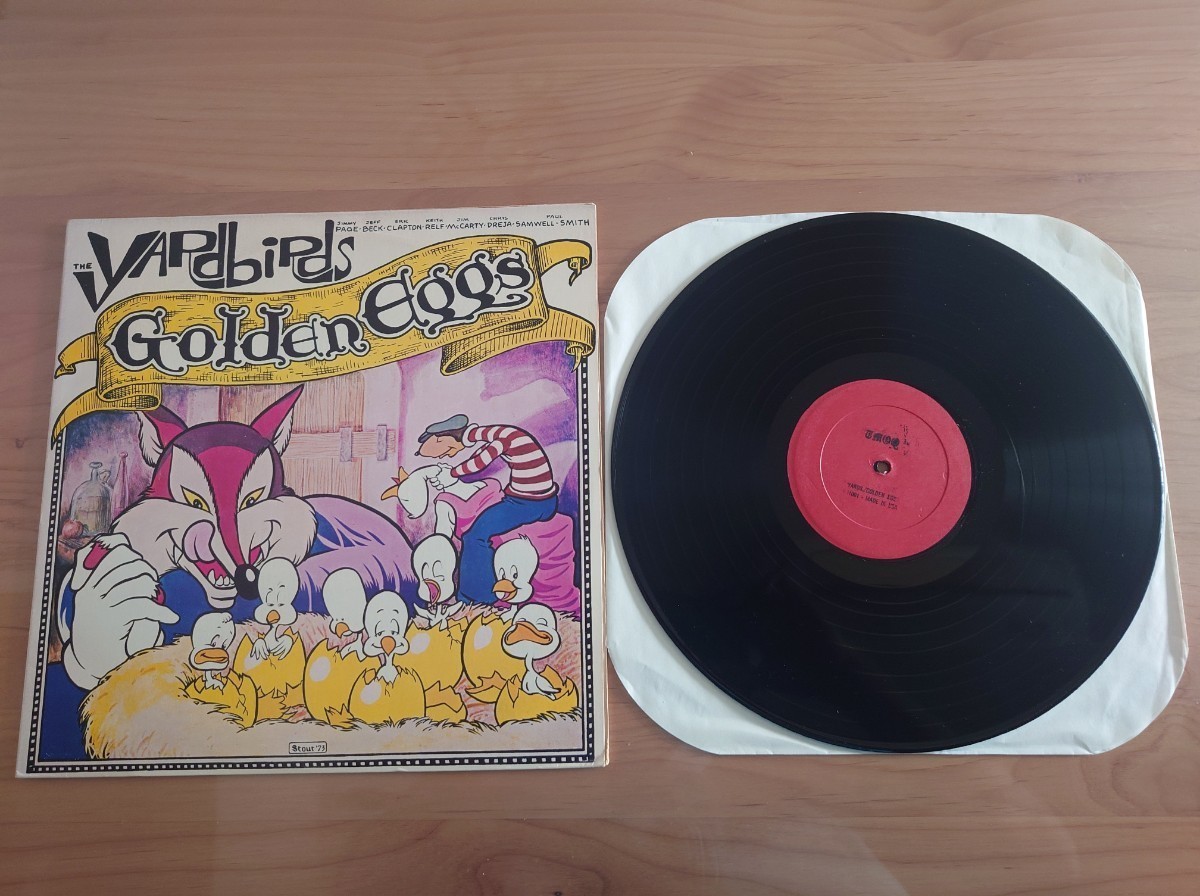 JIMMY JEFF ERIC KEITH JIM CHRIS PAUL
PAGE · BECK · CLAPTON · RELF · McCARTY · DREJA · SAMWELL - SMITH
THE YARdbiRds
Golden Eggs
Stout '73
TMOQ